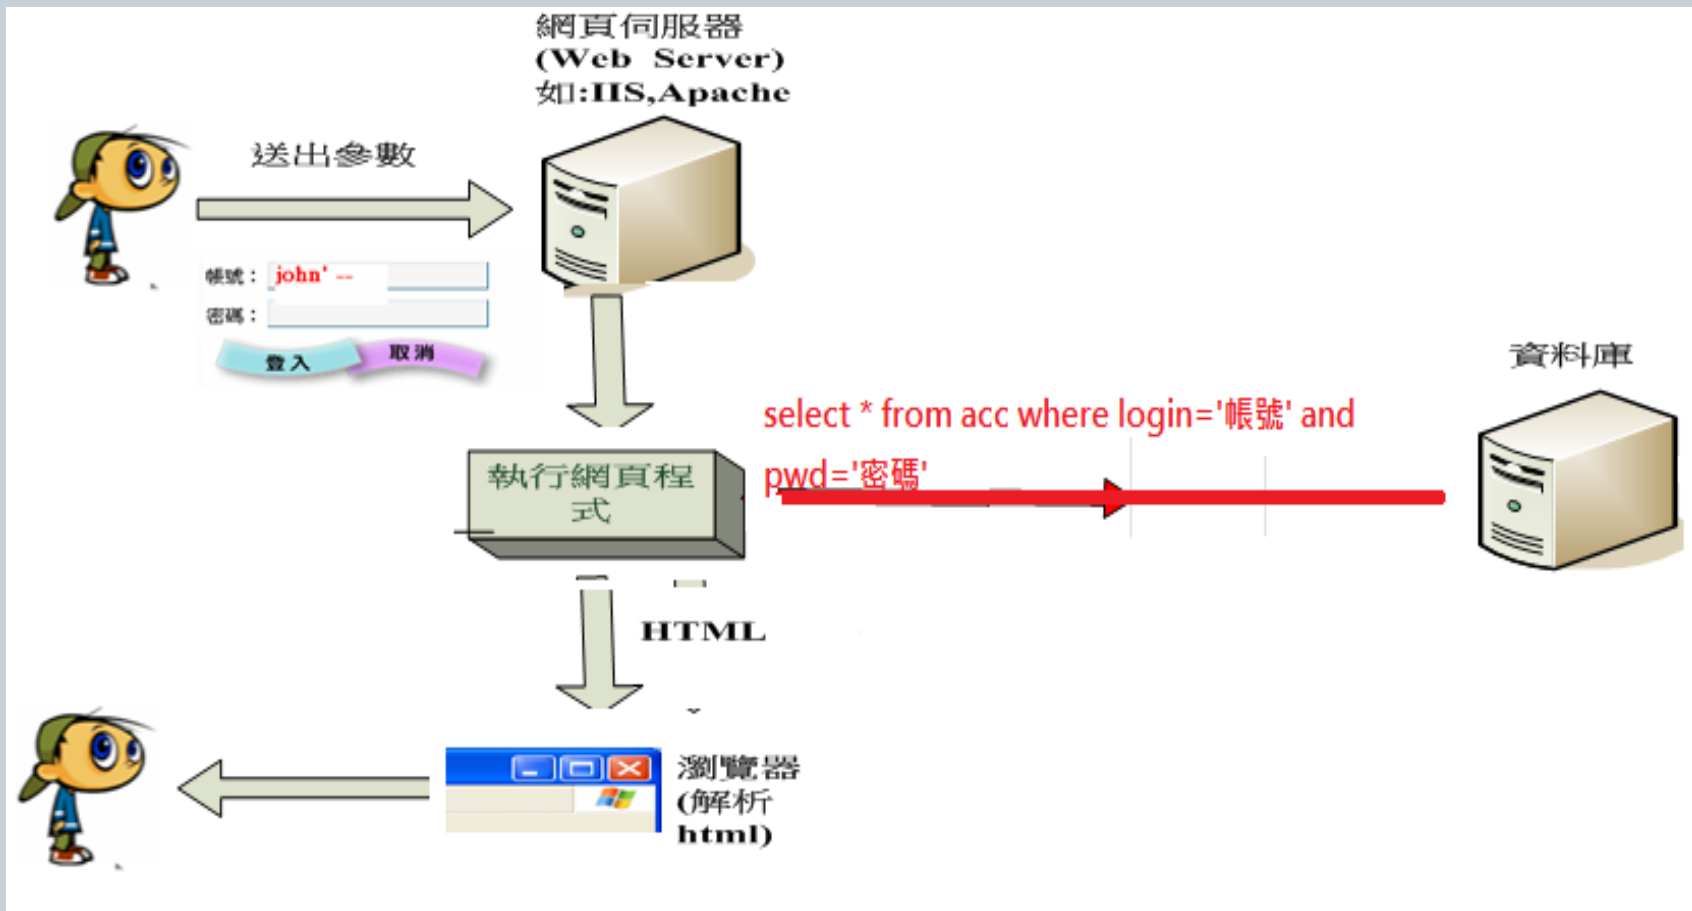 網頁伺服器
(Web Server)
如:IIS,Apache
送出參數
帳號：
john' --
密碼：
登入
取消
資料庫
select * from acc where login='帳號' and
pwd='密碼'
執行網頁程
式
HTML
瀏覽器
(解析
html)